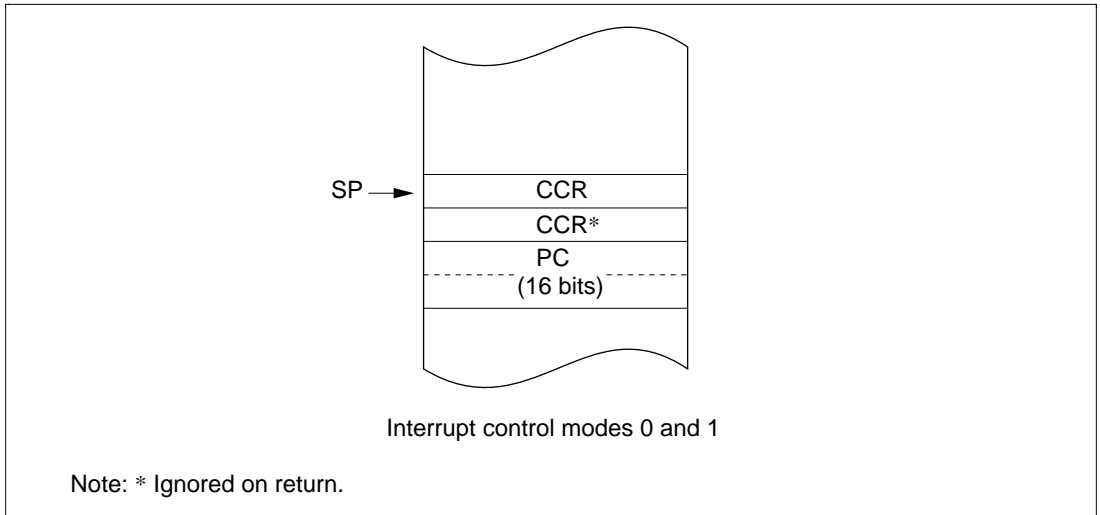 SP
CCR
CCR*
PC
(16 bits)
Interrupt control modes 0 and 1
Note: * Ignored on return.